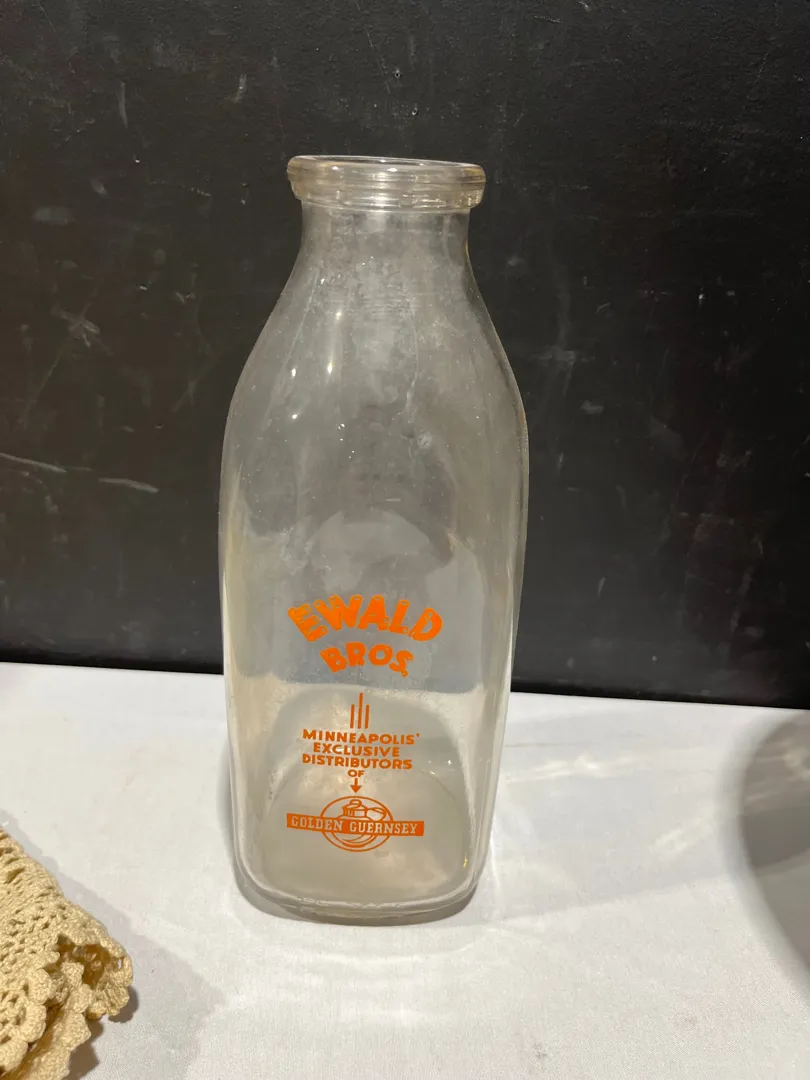 EWALD
BROS.
MINNEAPOLIS'
EXCLUSIVE
DISTRIBUTORS
OF
GOLDEN GUERNSEY